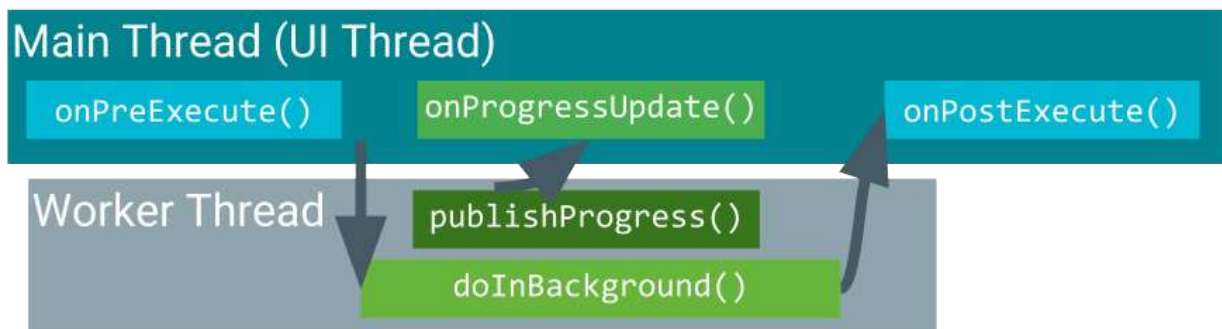 Main Thread (UI Thread)
onPreExecute()
onProgressUpdate()
onPostExecute()
Worker Thread
publishProgress()
doInBackground()